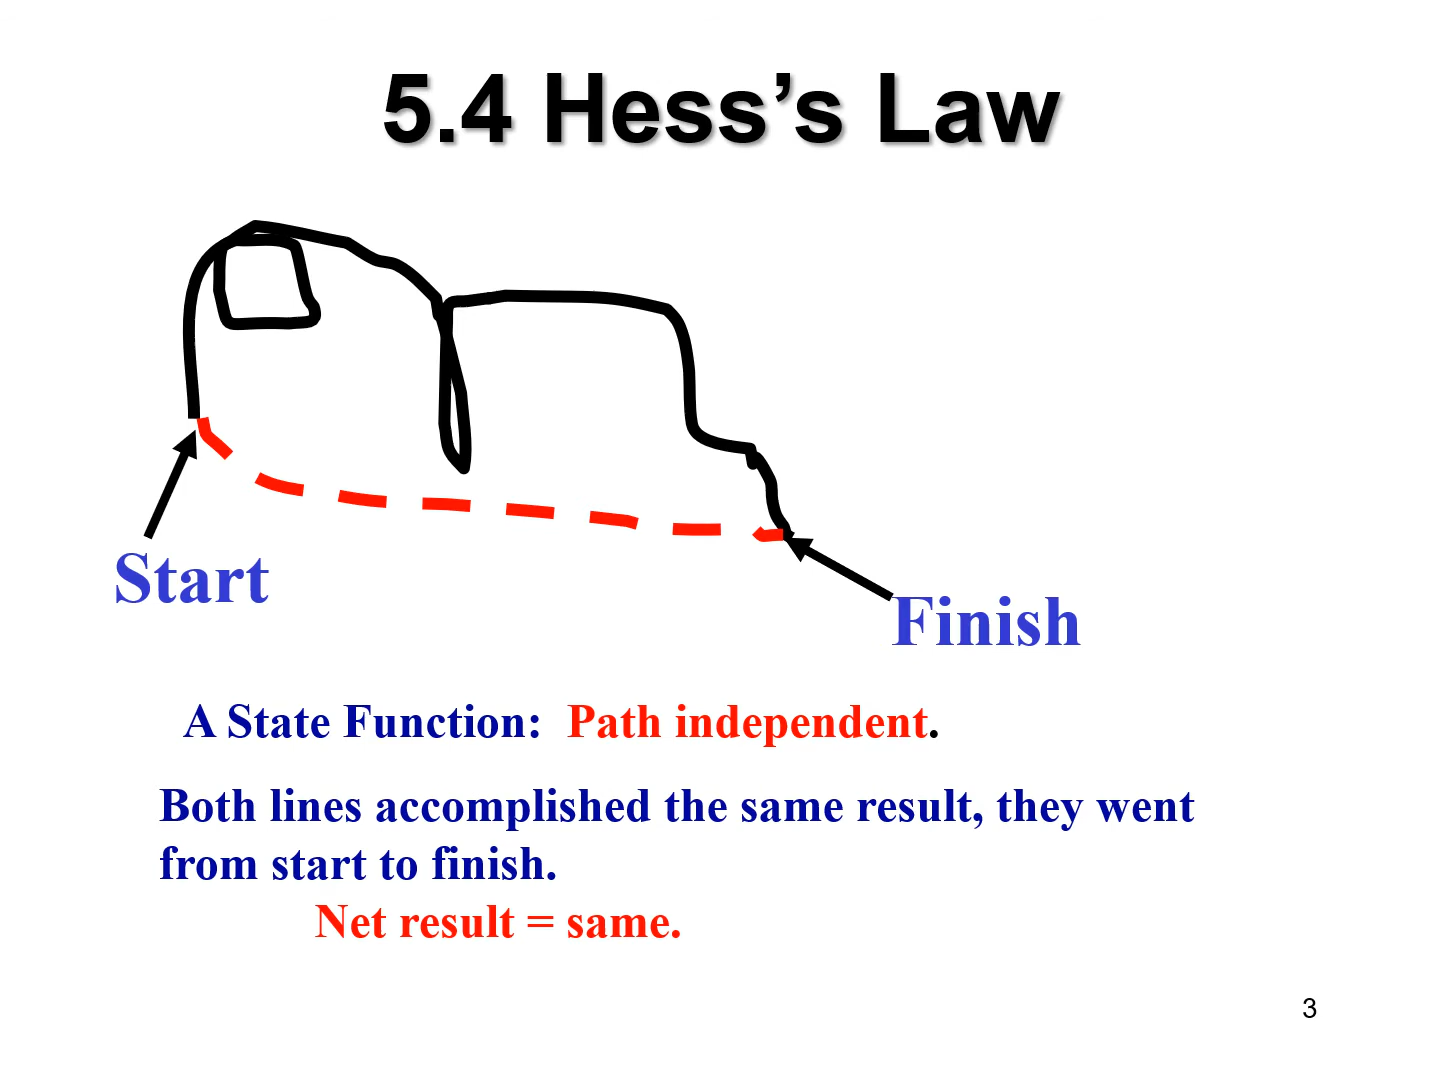 5.4 Hess’s Law
Start
Finish
A State Function:  Path independent.
Both lines accomplished the same result, they went
from start to finish.
Net result = same.
3